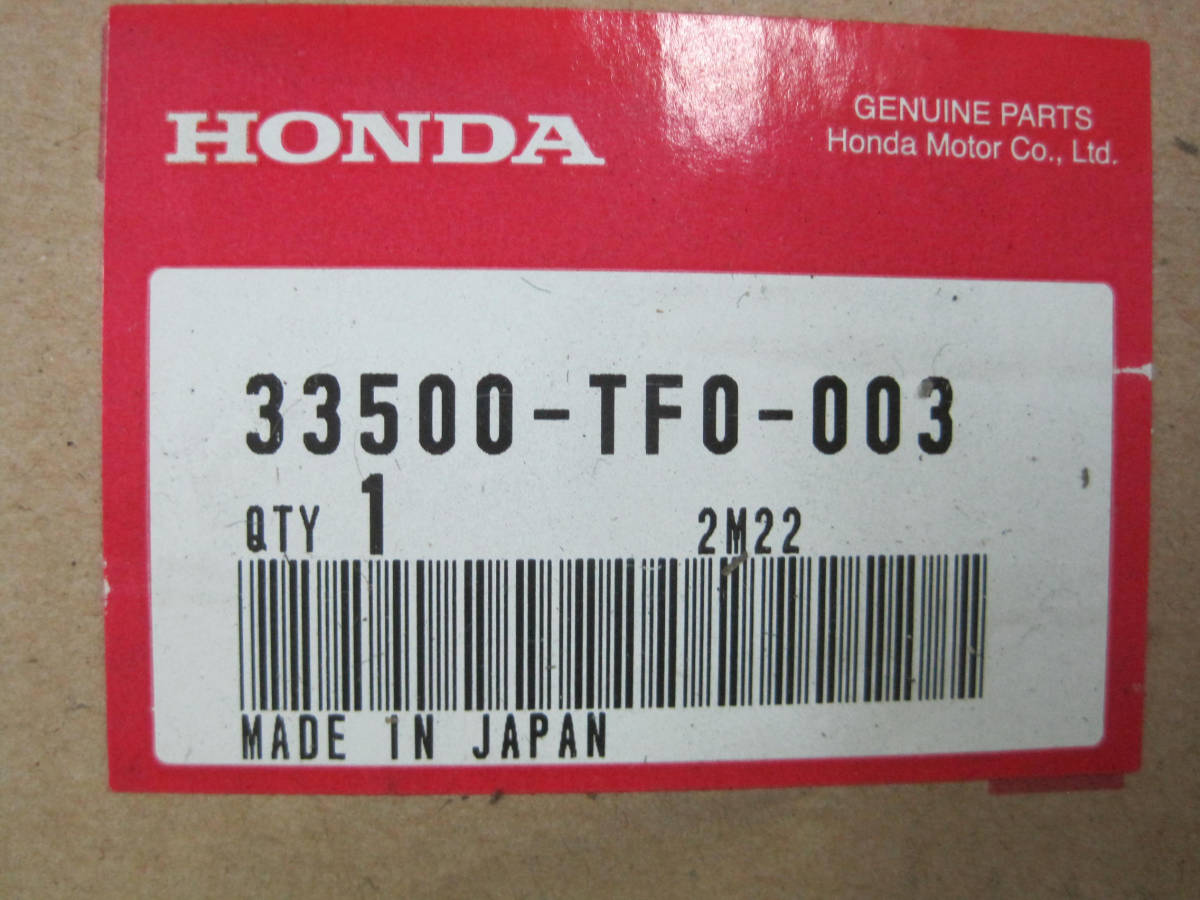 HONDA
GENUINE PARTS
Honda Motor Co., Ltd.
33500-TF0-003
QTY 1 2M22
MADE IN JAPAN